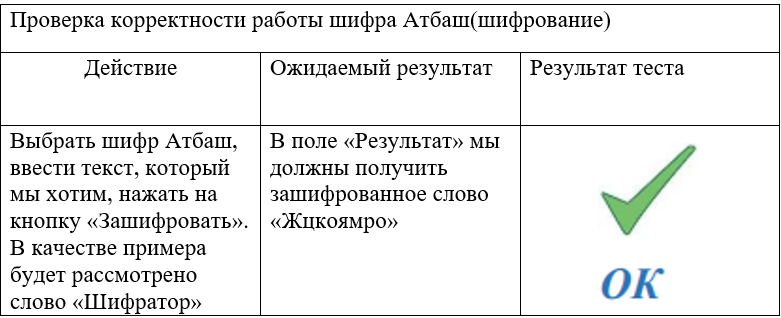 Проверка корректности работы шифра Атбаш(шифрование)
Действие
Ожидаемый результат
Результат теста
Выбрать шифр Атбаш,
ввести текст, который
мы хотим, нажать на
кнопку «Зашифровать».
В качестве примера
будет рассмотрено
слово «Шифратор»
В поле «Результат» мы
должны получить
зашифрованное слово
«Жцкоямро»
ОК